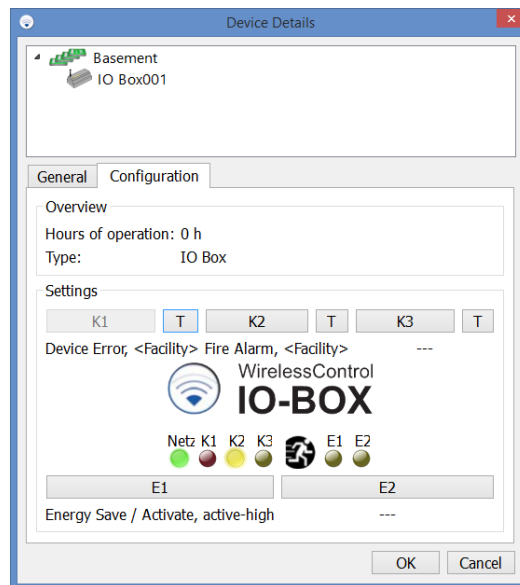 Device Details
Basement
IO Box001
General Configuration
Overview
Hours of operation: 0 h
Type: IO Box
Settings
K1 T K2 T K3 T
Device Error, <Facility> Fire Alarm, <Facility> ---
WirelessControl
IO-BOX
Netz K1 K2 K3 E1 E2
E1 E2
Energy Save / Activate, active-high ---
OK Cancel